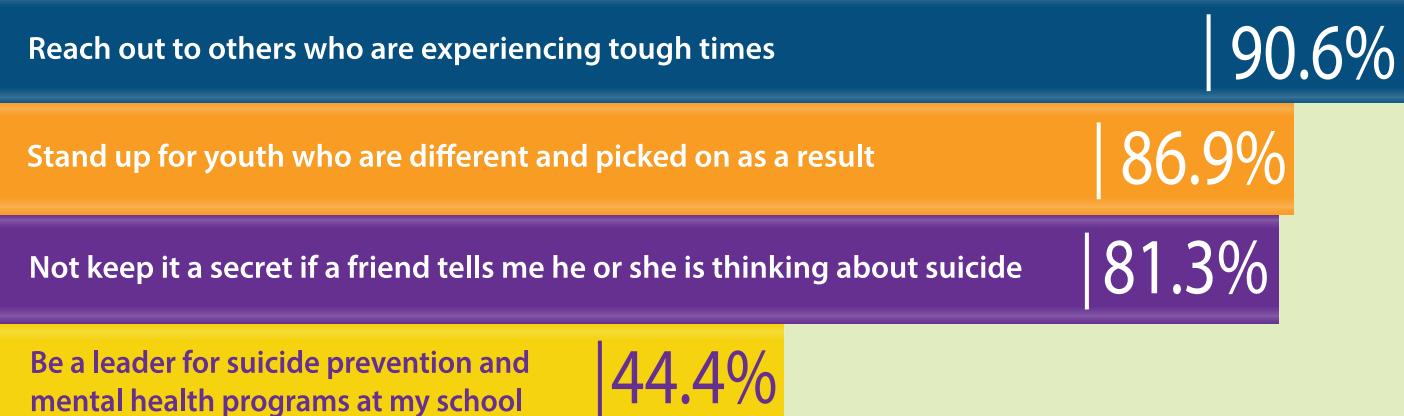 Reach out to others who are experiencing tough times
90.6%
Stand up for youth who are different and picked on as a result
86.9%
Not keep it a secret if a friend tells me he or she is thinking about suicide
81.3%
Be a leader for suicide prevention and
mental health programs at my school
44.4%